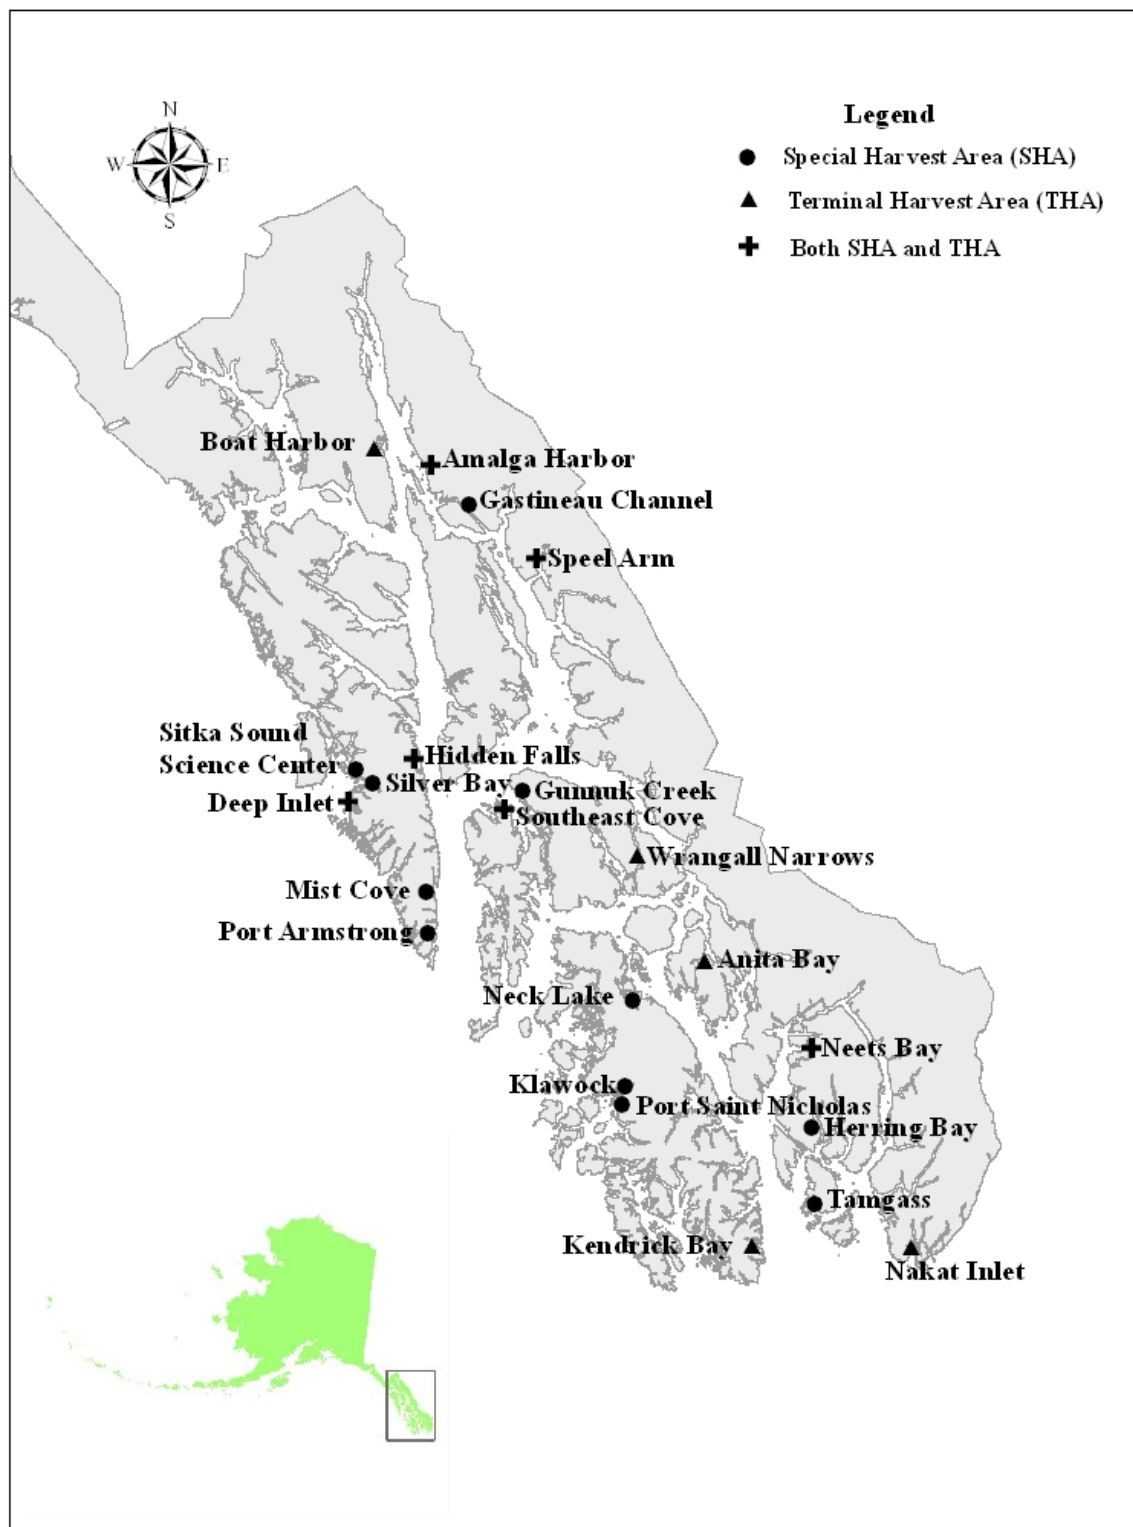 N
W E
S
Legend
Special Harvest Area (SHA)
Terminal Harvest Area (THA)
Both SHA and THA
Boat Harbor
Amalga Harbor
Gastineau Channel
Speel Arm
Sitka Sound
Science Center
Hidden Falls
Silver Bay
Deep Inlet
Gunnuk Creek
Southeast Cove
Wrangall Narrows
Mist Cove
Port Armstrong
Anita Bay
Neck Lake
Neets Bay
Klawock
Port Saint Nicholas
Herring Bay
Tamgass
Kendrick Bay
Nakat Inlet